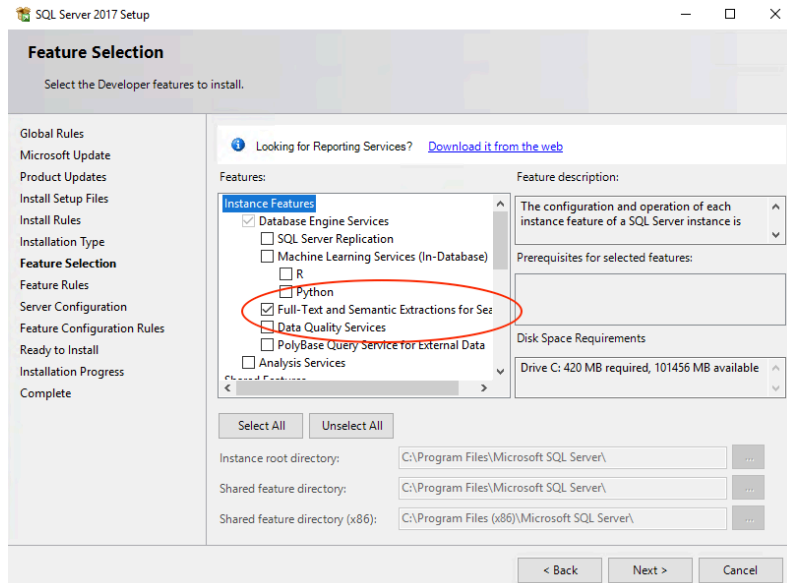 SQL Server 2017 Setup
Feature Selection
Select the Developer features to install.
Global Rules
Microsoft Update
Product Updates
Install Setup Files
Install Rules
Installation Type
Feature Selection
Feature Rules
Server Configuration
Feature Configuration Rules
Ready to Install
Installation Progress
Complete
Looking for Reporting Services? Download it from the web
Features:
Instance Features
Database Engine Services
SQL Server Replication
Machine Learning Services (In-Database)
R
Python
Full-Text and Semantic Extractions for Sea
Data Quality Services
PolyBase Query Service for External Data
Analysis Services
Shared Features
Feature description:
The configuration and operation of each
instance feature of a SQL Server instance is
Prerequisites for selected features:
Disk Space Requirements
Drive C: 420 MB required, 101456 MB available
Select All
Unselect All
Instance root directory:
C:\Program Files\Microsoft SQL Server\
...
Shared feature directory:
C:\Program Files\Microsoft SQL Server\
...
Shared feature directory (x86):
C:\Program Files (x86)\Microsoft SQL Server\
...
< Back
Next >
Cancel